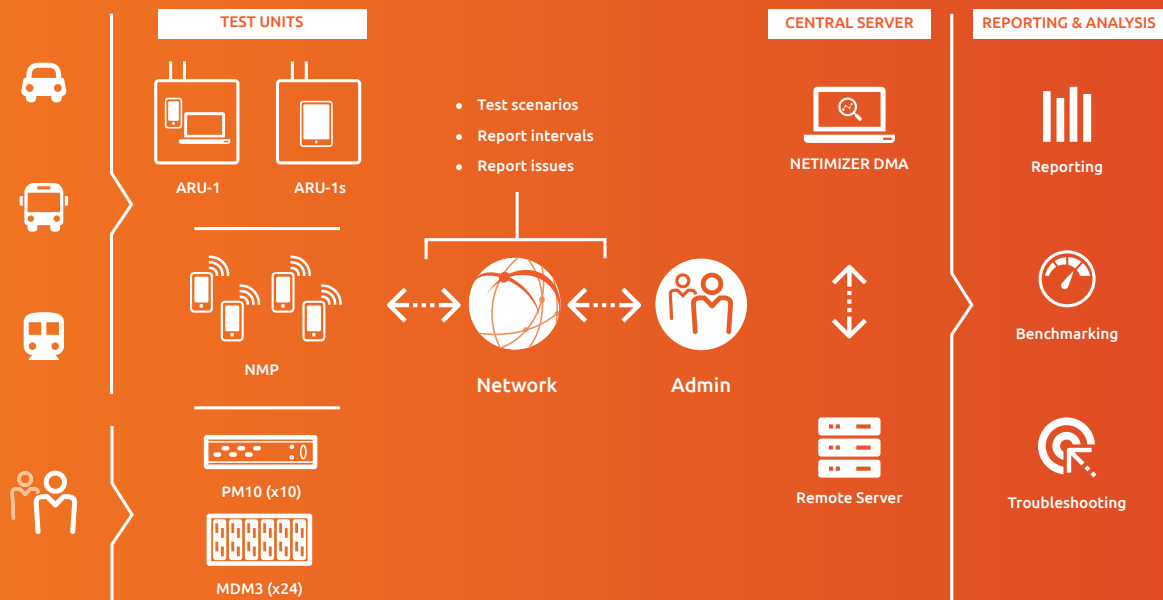 TEST UNITS
CENTRAL SERVER
REPORTING & ANALYSIS
ARU-1
ARU-1s
NMP
PM10 (x10)
MDM3 (x24)
• Test scenarios
• Report intervals
• Report issues
Network
Admin
NETIMIZER DMA
Remote Server
Reporting
Benchmarking
Troubleshooting